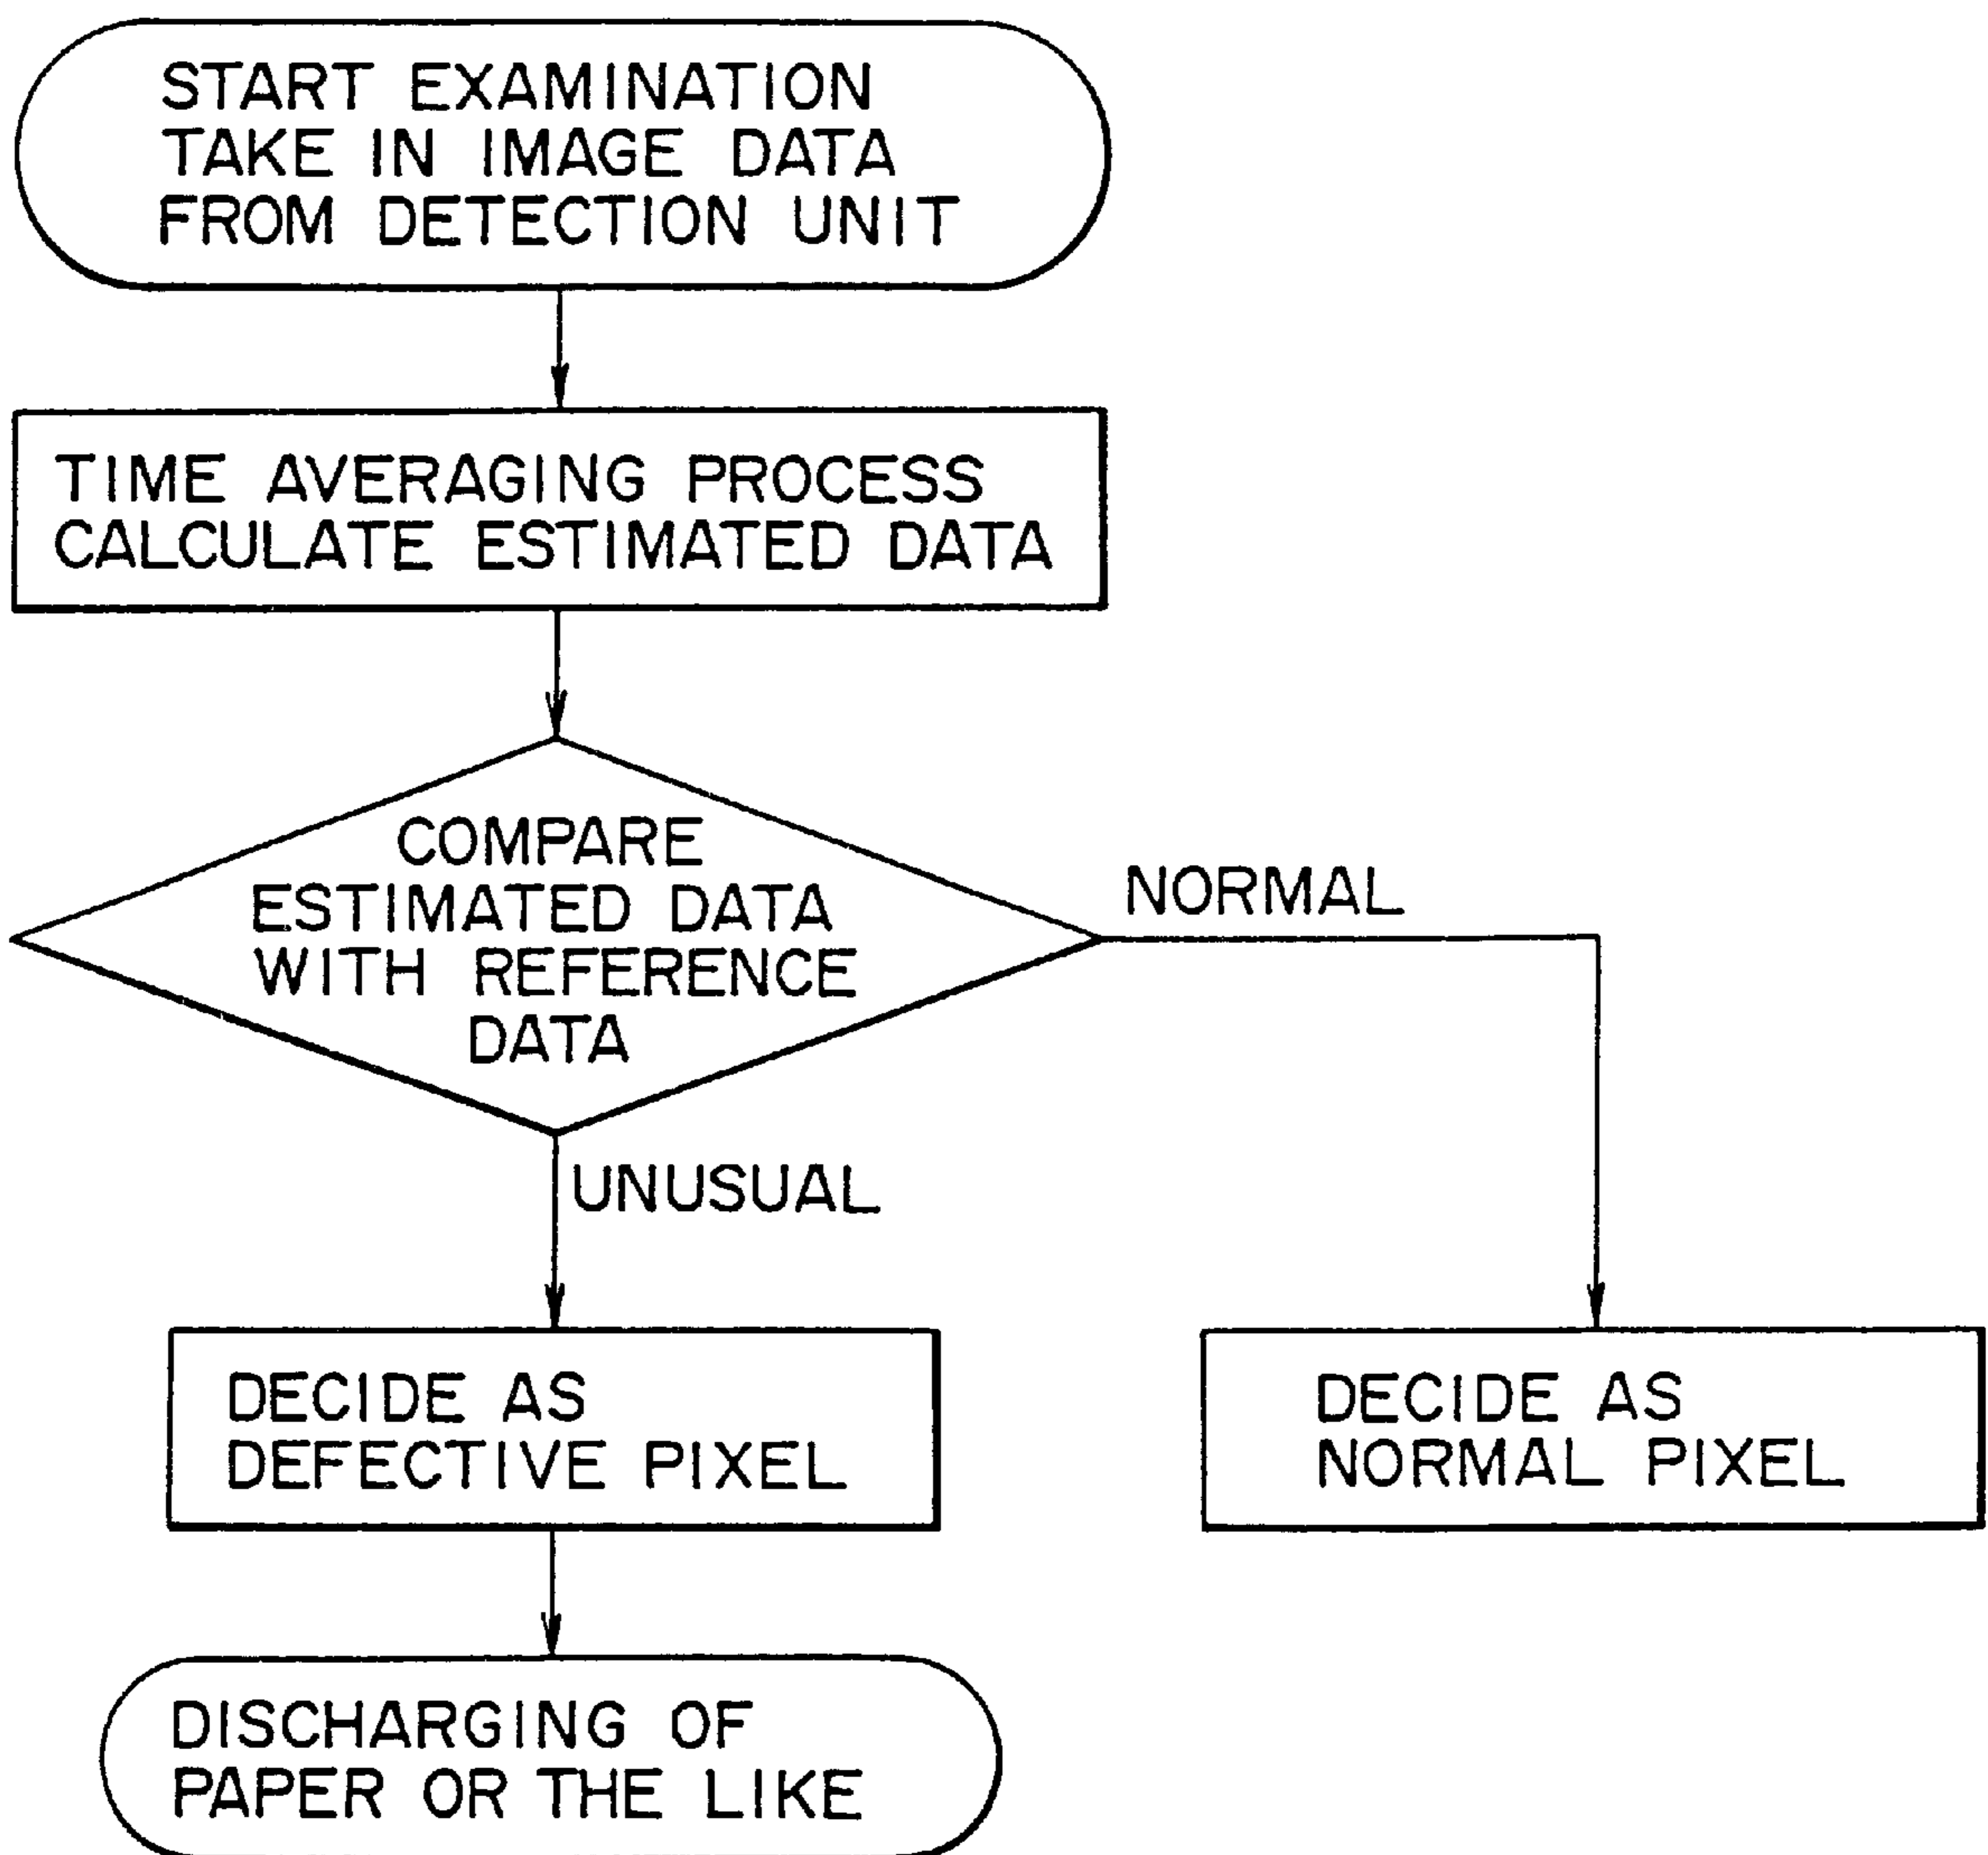 START EXAMINATION
TAKE IN IMAGE DATA
FROM DETECTION UNIT
TIME AVERAGING PROCESS
CALCULATE ESTIMATED DATA
COMPARE
ESTIMATED DATA
WITH REFERENCE
DATA
NORMAL
UNUSUAL
DECIDE AS
DEFECTIVE PIXEL
DECIDE AS
NORMAL PIXEL
DISCHARGING OF
PAPER OR THE LIKE